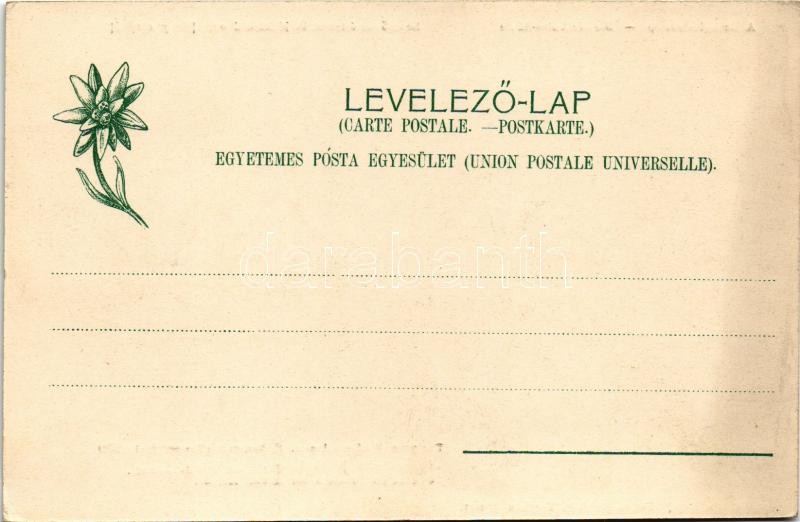 LEVELEZŐ-LAP
(CARTE POSTALE. —POSTKARTE.)
EGYETEMES PÓSTA EGYESÜLET (UNION POSTALE UNIVERSELLE).
darabanth